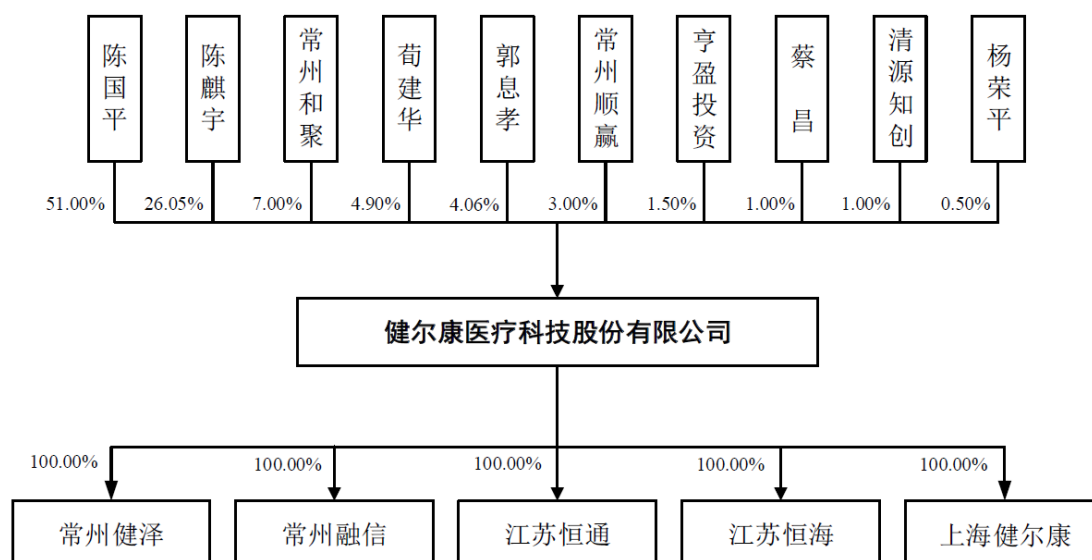 陈国平
陈麒宇
常州和聚
荀建华
郭息孝
常州顺赢
亨盈投资
蔡昌
清源知创
杨荣平
51.00%
26.05%
7.00%
4.90%
4.06%
3.00%
1.50%
1.00%
1.00%
0.50%
健尔康医疗科技股份有限公司
100.00%
100.00%
100.00%
100.00%
100.00%
常州健泽
常州融信
江苏恒通
江苏恒海
上海健尔康